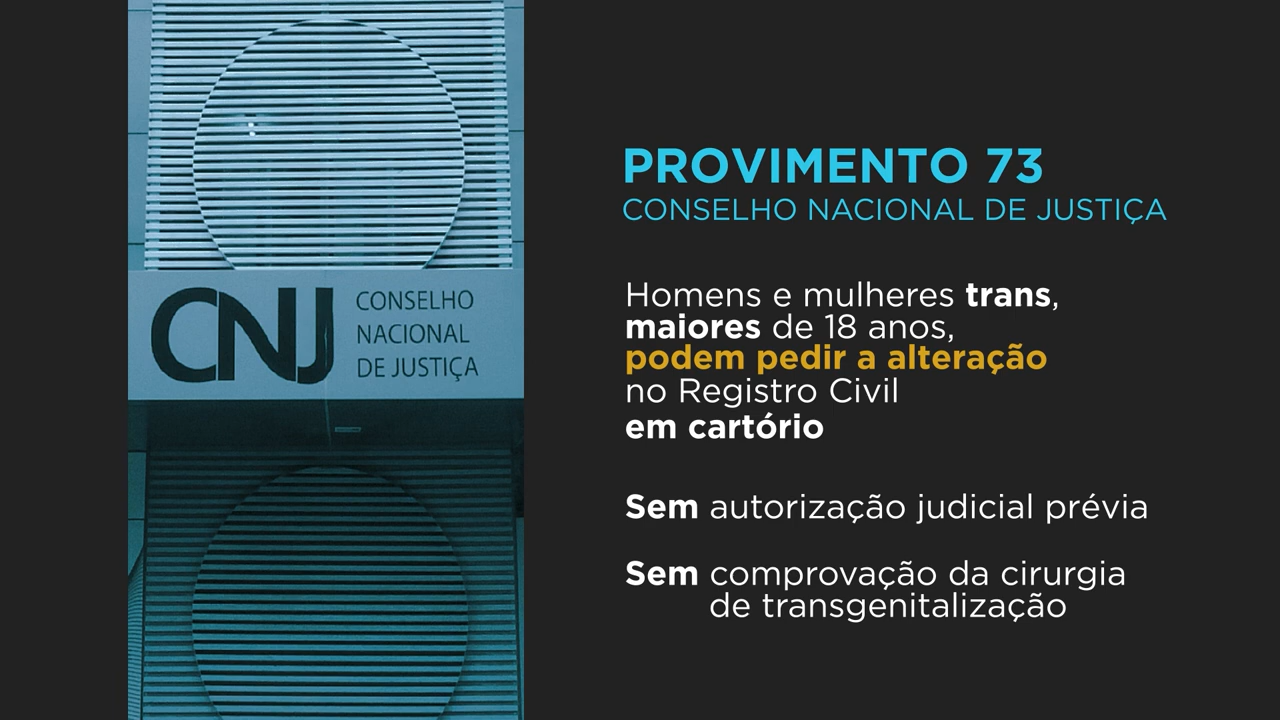 CNJ
CONSELHO
NACIONAL
DE JUSTIÇA
PROVIMENTO 73
CONSELHO NACIONAL DE JUSTIÇA
Homens e mulheres trans,
maiores de 18 anos,
podem pedir a alteração
no Registro Civil
em cartório
Sem autorização judicial prévia
Sem comprovação da cirurgia
de transgenitalização